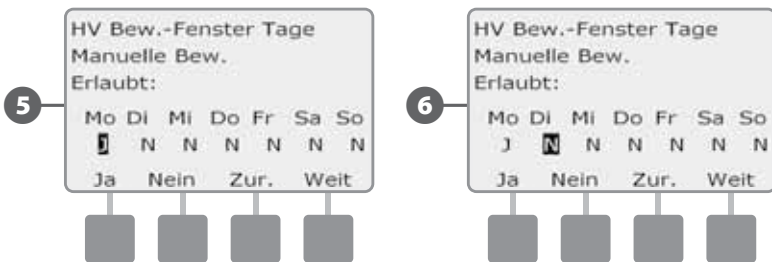 5
HV Bew.-Fenster Tage
Manuelle Bew.
Erlaubt:
Mo Di Mi Do Fr Sa So
J N N N N N N
Ja Nein Zur. Weit
6
HV Bew.-Fenster Tage
Manuelle Bew.
Erlaubt:
Mo Di Mi Do Fr Sa So
J N N N N N N
Ja Nein Zur. Weit